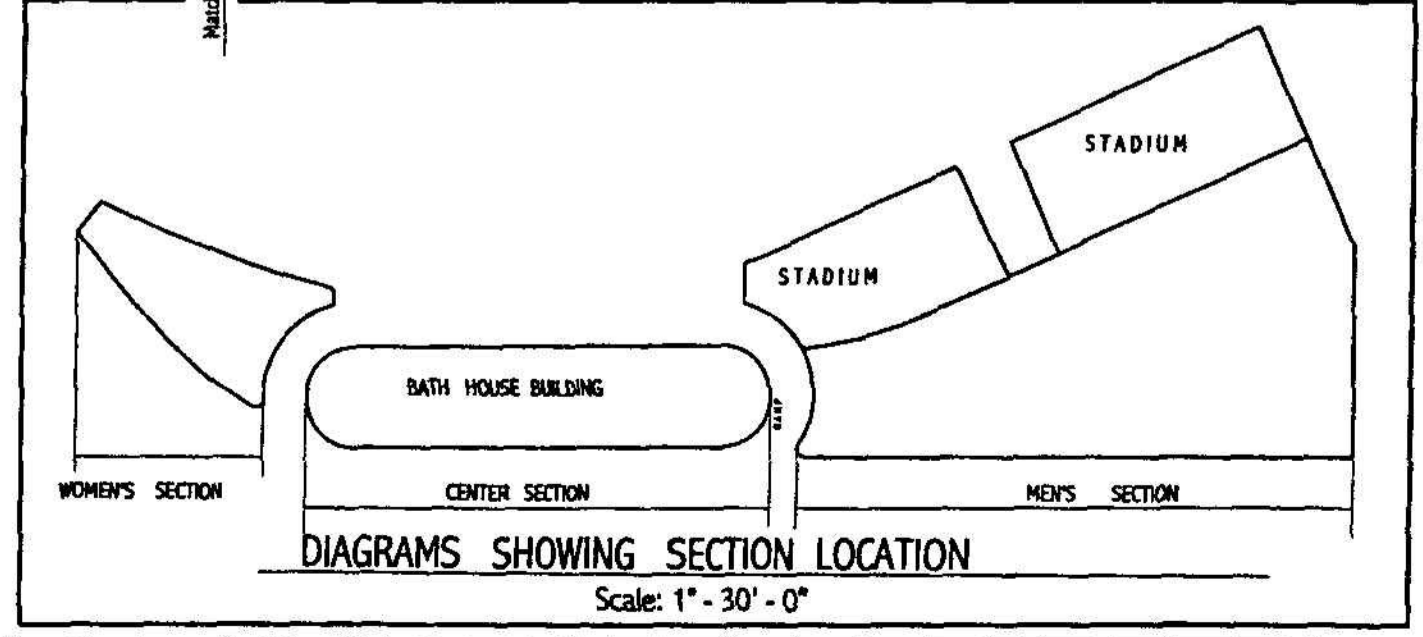 Matc
STADIUM
STADIUM
BATH HOUSE BUILDING
RAMP
WOMEN'S SECTION
CENTER SECTION
MEN'S SECTION
DIAGRAMS SHOWING SECTION LOCATION
Scale: 1" - 30' - 0"